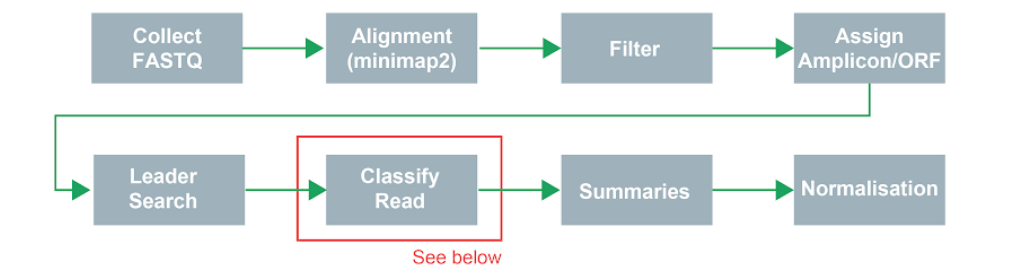 Collect
FASTQ
Alignment
(minimap2)
Filter
Assign
Amplicon/ORF
Leader
Search
Classify
Read
Summaries
Normalisation
See below